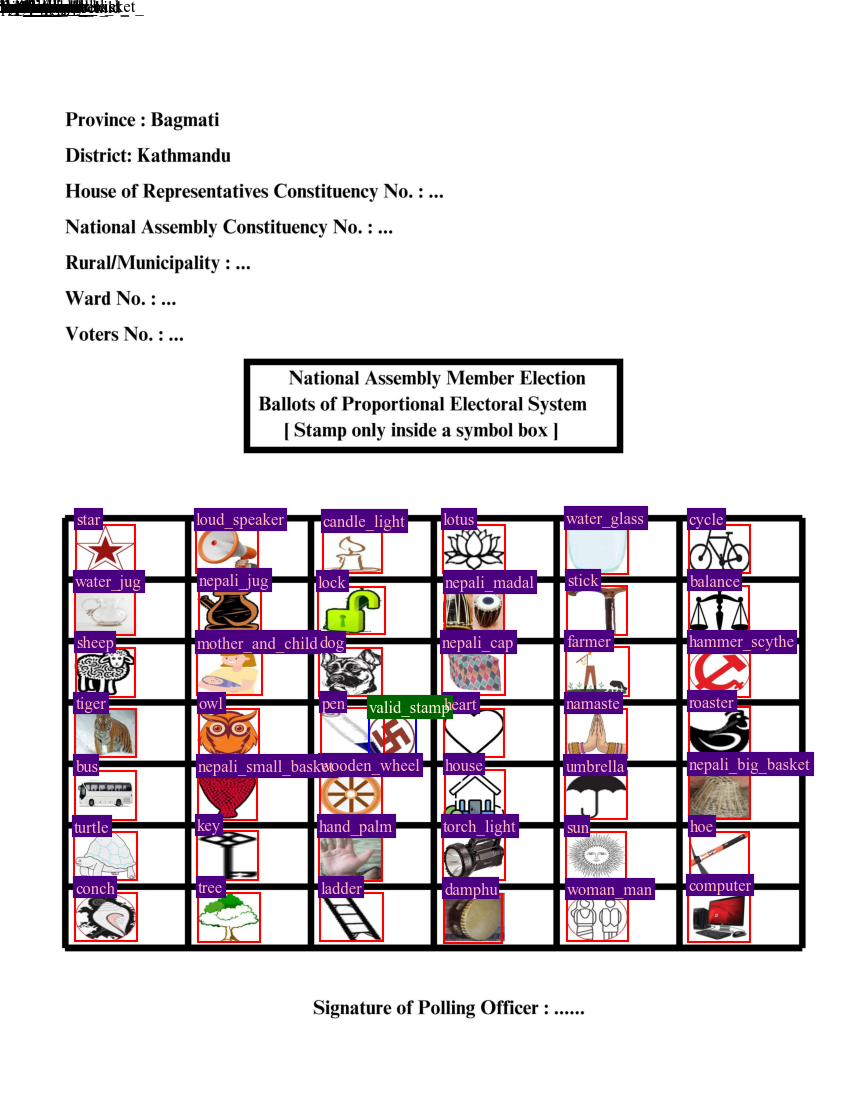 Province : Bagmati
District: Kathmandu
House of Representatives Constituency No. : ...
National Assembly Constituency No. : ...
Rural/Municipality : ...
Ward No. : ...
Voters No. : ...
National Assembly Member Election
Ballots of Proportional Electoral System
[ Stamp only inside a symbol box ]
star loud_speaker candle_light lotus water_glass cycle
water_jug nepali_jug lock nepali_madal stick balance
sheep mother_and_child dog nepali_cap farmer hammer_scythe
tiger owl pen valid_stamp heart namaste roaster
bus nepali_small_basket wooden_wheel house umbrella nepali_big_basket
turtle key hand_palm torch_light sun hoe
conch tree ladder damphu woman_man computer
Signature of Polling Officer : ......